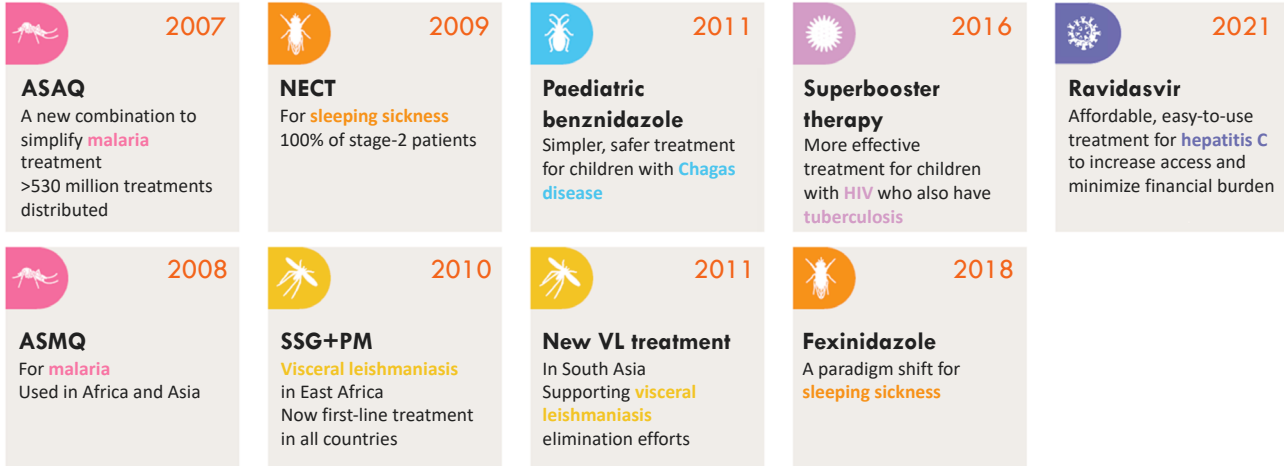 2007
ASAQ
A new combination to
simplify malaria
treatment
>530 million treatments
distributed
2009
NECT
For sleeping sickness
100% of stage-2 patients
2011
Paediatric
benznidazole
Simpler, safer treatment
for children with Chagas
disease
2016
Superbooster
therapy
More effective
treatment for children
with HIV who also have
tuberculosis
2021
Ravidasvir
Affordable, easy-to-use
treatment for hepatitis C
to increase access and
minimize financial burden
2008
ASMQ
For malaria
Used in Africa and Asia
2010
SSG+PM
Visceral leishmaniasis
in East Africa
Now first-line treatment
in all countries
2011
New VL treatment
In South Asia
Supporting visceral
leishmaniasis
elimination efforts
2018
Fexinidazole
A paradigm shift for
sleeping sickness